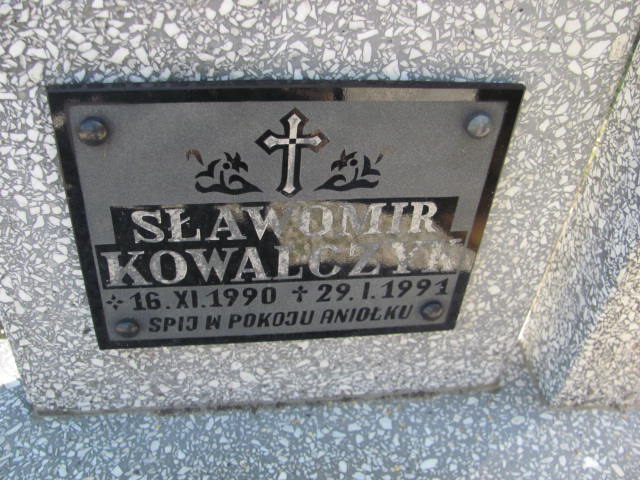 SŁAWOMIR
KOWALCZYK
✢ 16.XI.1990 ✝ 29.I.1991
SPIJ W POKOJU ANIOŁKU